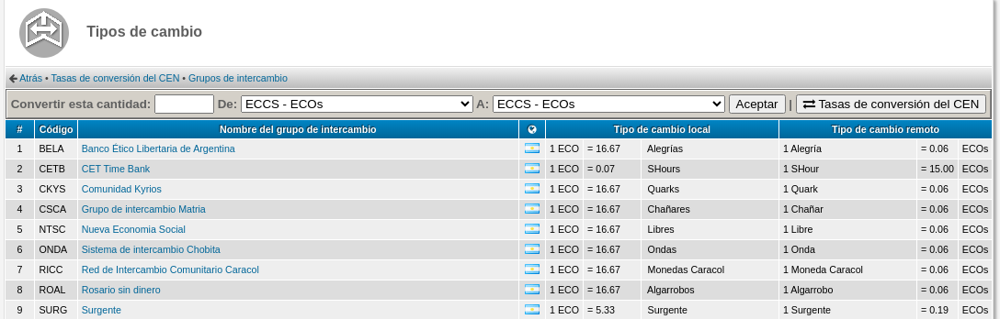 Tipos de cambio
Atrás • Tasas de conversión del CEN • Grupos de intercambio
Convertir esta cantidad: De: ECCS - ECOs A: ECCS - ECOs Aceptar | Tasas de conversión del CEN
# Código Nombre del grupo de intercambio Tipo de cambio local Tipo de cambio remoto
1 BELA Banco Ético Libertaria de Argentina 1 ECO = 16.67 Alegrías 1 Alegría = 0.06 ECOs
2 CETB CET Time Bank 1 ECO = 0.07 SHours 1 SHour = 15.00 ECOs
3 CKYS Comunidad Kyrios 1 ECO = 16.67 Quarks 1 Quark = 0.06 ECOs
4 CSCA Grupo de intercambio Matria 1 ECO = 16.67 Chañares 1 Chañar = 0.06 ECOs
5 NTSC Nueva Economia Social 1 ECO = 16.67 Libres 1 Libre = 0.06 ECOs
6 ONDA Sistema de intercambio Chobita 1 ECO = 16.67 Ondas 1 Onda = 0.06 ECOs
7 RICC Red de Intercambio Comunitario Caracol 1 ECO = 16.67 Monedas Caracol 1 Moneda Caracol = 0.06 ECOs
8 ROAL Rosario sin dinero 1 ECO = 16.67 Algarrobos 1 Algarrobo = 0.06 ECOs
9 SURG Surgente 1 ECO = 5.33 Surgente 1 Surgente = 0.19 ECOs